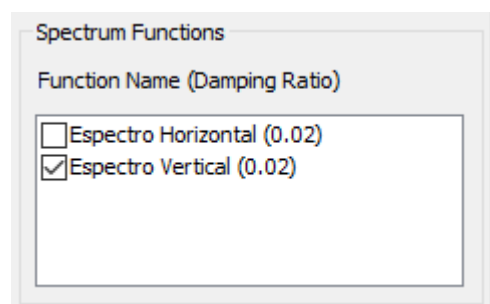 Spectrum Functions
Function Name (Damping Ratio)
Espectro Horizontal (0.02)
Espectro Vertical (0.02)